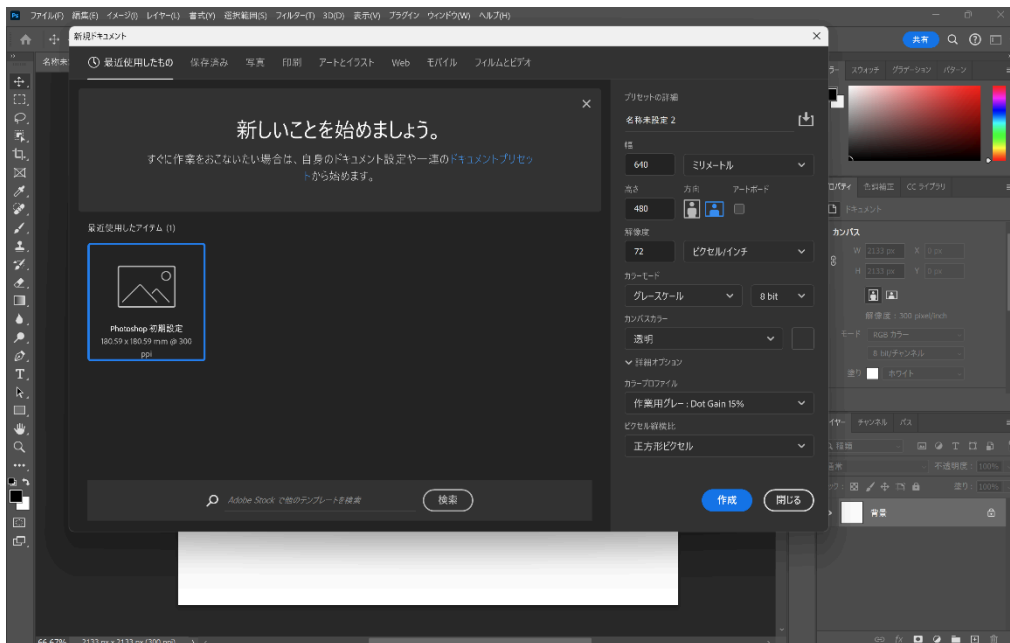 Ps ファイル(F) 編集(E) イメージ(I) レイヤー(L) 書式(Y) 選択範囲(S) フィルター(T) 3D(D) 表示(V) プラグイン ウィンドウ(W) ヘルプ(H)
新規ドキュメント
共有
名称未
最近使用したもの 保存済み 写真 印刷 アートとイラスト Web モバイル フィルムとビデオ
スウォッチ グラデーション パターン
新しいことを始めましょう。
すぐに作業をおこないたい場合は、自身のドキュメント設定や一連のドキュメントプリセッ
トから始めます。
最近使用したアイテム (1)
Photoshop 初期設定
180.59 x 180.59 mm @ 300
ppi
Adobe Stock で他のテンプレートを検索
検索
プリセットの詳細
名称未設定 2
幅
640 ミリメートル
高さ 方向 アートボード
480
解像度
72 ピクセル/インチ
カラーモード
グレースケール 8 bit
カンバスカラー
透明
詳細オプション
カラープロファイル
作業用グレー : Dot Gain 15%
ピクセル縦横比
正方形ピクセル
作成 閉じる
ロパティ 色調補正 CC ライブラリ
ドキュメント
カンバス
W 2133 px X 0 px
H 2133 px Y 0 px
解像度 : 300 pixel/inch
モード RGB カラー
8 bit/チャンネル
塗り ホワイト
イヤー チャンネル パス
種類
不透明度 : 100%
塗り : 100%
背景
66.67% 2133 px x 2133 px (300 ppi)